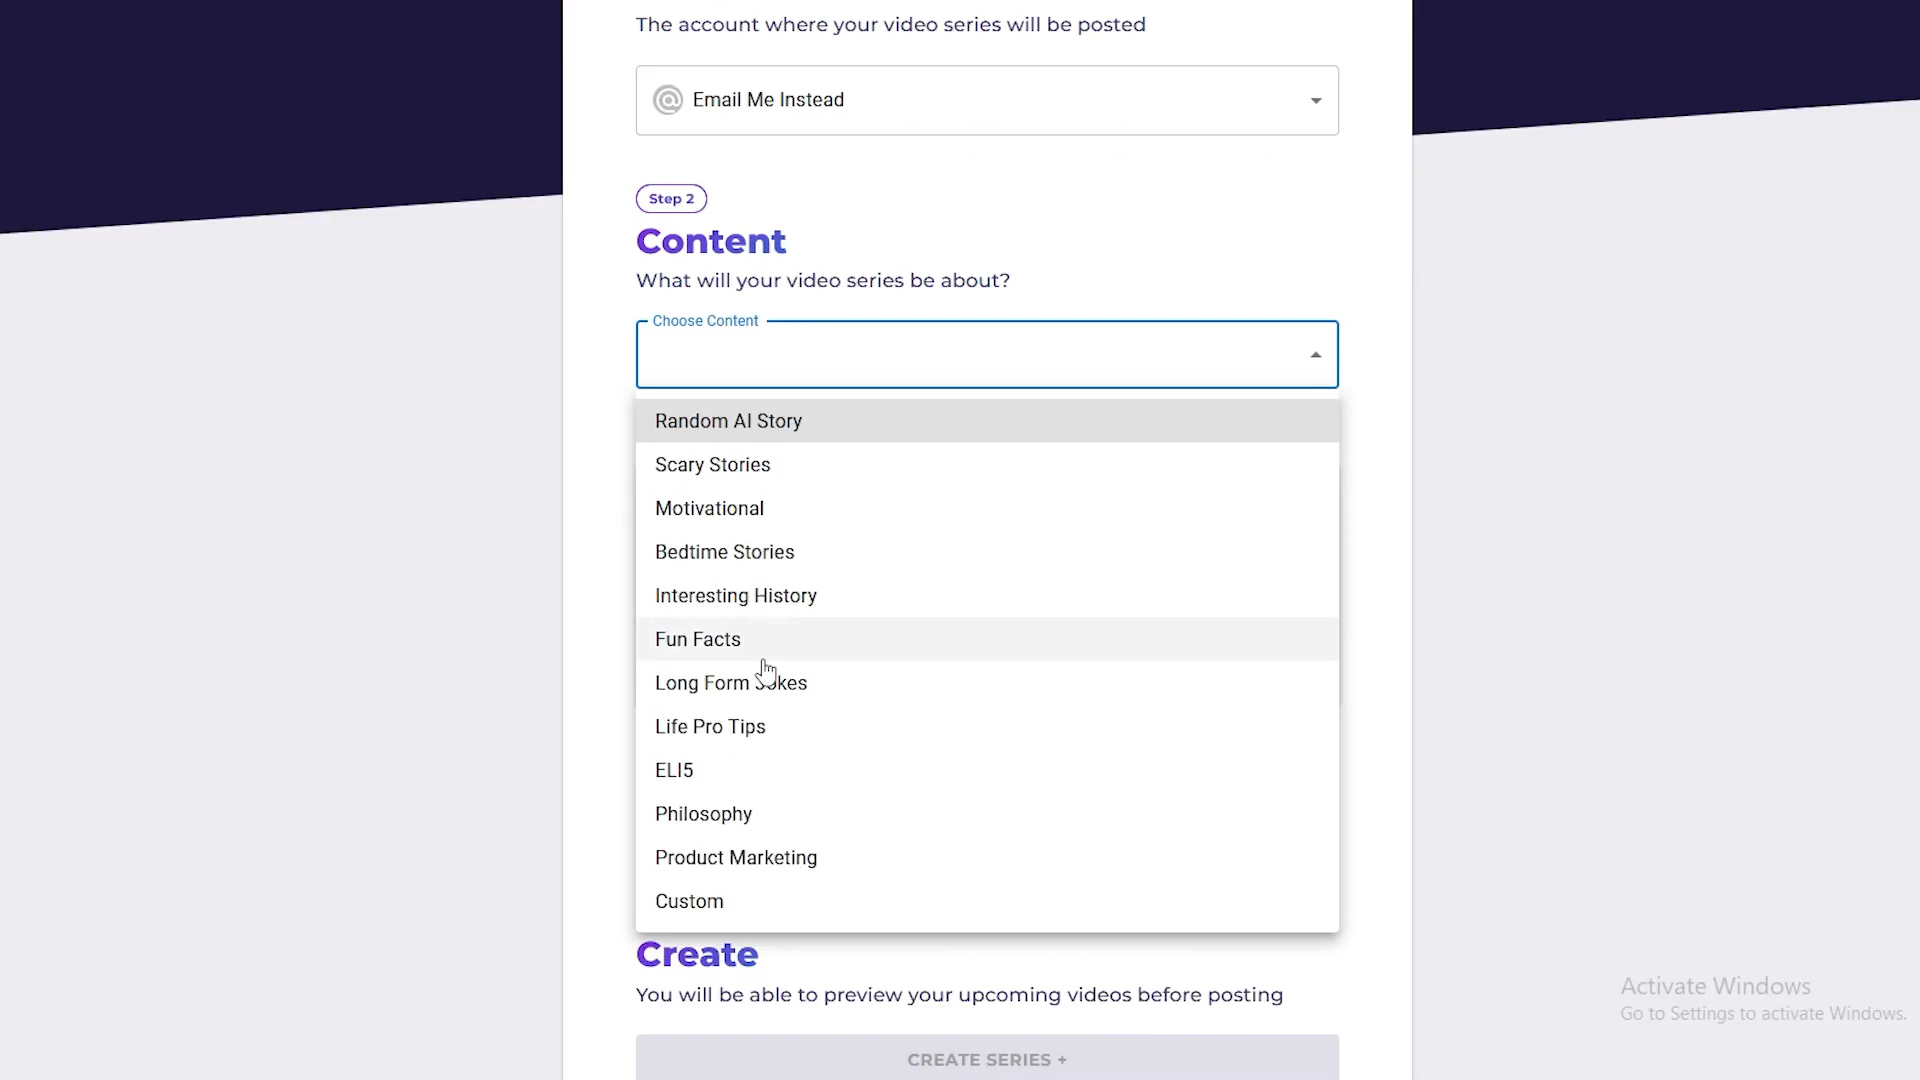 The account where your video series will be posted
Email Me Instead
Step 2
Content
What will your video series be about?
Choose Content
Random AI Story
Scary Stories
Motivational
Bedtime Stories
Interesting History
Fun Facts
Long Form Jokes
Life Pro Tips
ELI5
Philosophy
Product Marketing
Custom
Create
You will be able to preview your upcoming videos before posting
CREATE SERIES +
Activate Windows
Go to Settings to activate Windows.